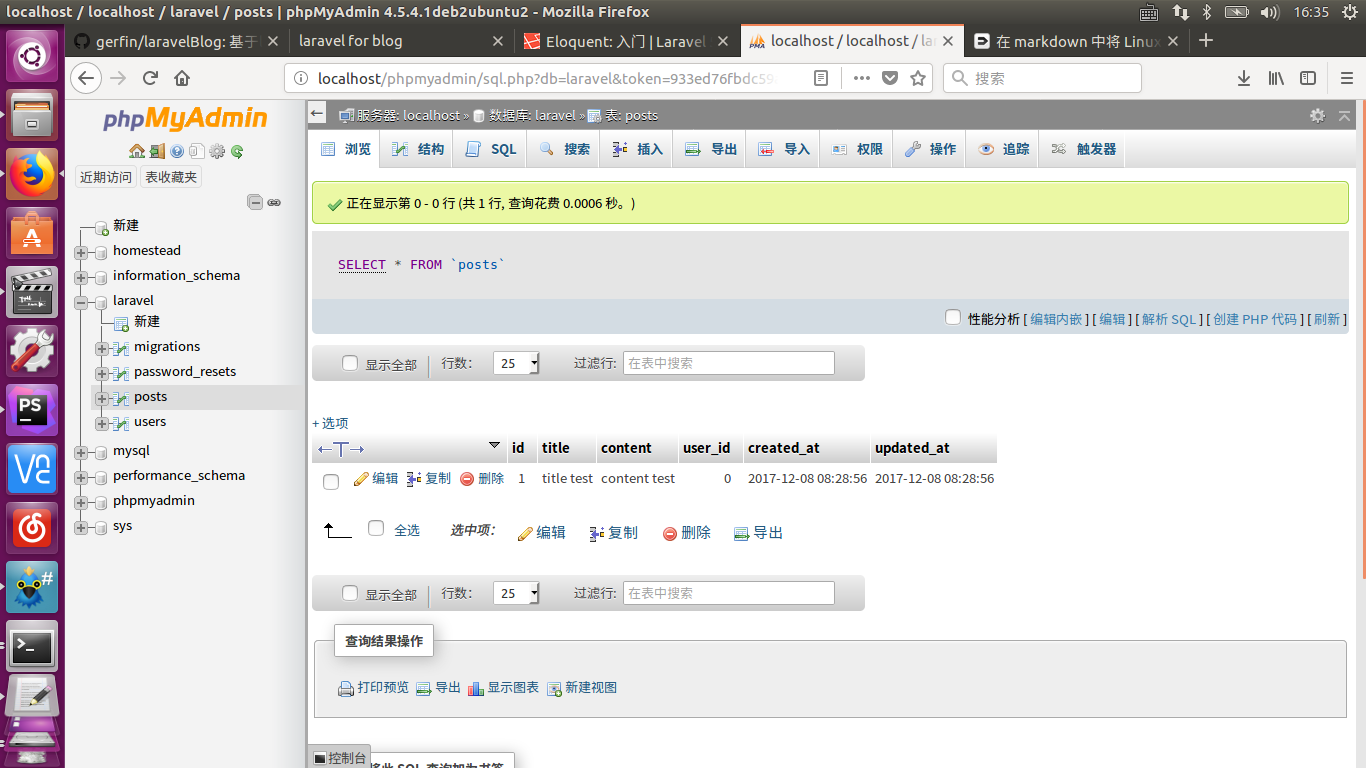 localhost / localhost / laravel / posts | phpMyAdmin 4.5.4.1deb2ubuntu2 - Mozilla Firefox
16:35
gerfin/laravelBlog: 基于
laravel for blog
Eloquent: 入门 | Laravel
localhost / localhost / la
在 markdown 中将 Linux
localhost/phpmyadmin/sql.php?db=laravel&token=933ed76fbdc59
搜索
phpMyAdmin
近期访问
表收藏夹
新建
homestead
information_schema
laravel
新建
migrations
password_resets
posts
users
mysql
performance_schema
phpmyadmin
sys
服务器: localhost » 数据库: laravel » 表: posts
浏览 结构 SQL 搜索 插入 导出 导入 权限 操作 追踪 触发器
正在显示第 0 - 0 行 (共 1 行, 查询花费 0.0006 秒。)
SELECT * FROM `posts`
性能分析 [ 编辑内嵌 ] [ 编辑 ] [ 解析 SQL ] [ 创建 PHP 代码 ] [ 刷新 ]
显示全部 行数: 25 过滤行: 在表中搜索
+ 选项
id title content user_id created_at updated_at
编辑 复制 删除 1 title test content test 0 2017-12-08 08:28:56 2017-12-08 08:28:56
全选 选中项: 编辑 复制 删除 导出
显示全部 行数: 25 过滤行: 在表中搜索
查询结果操作
打印预览 导出 显示图表 新建视图
控制台
将此 SQL 查询加为书签